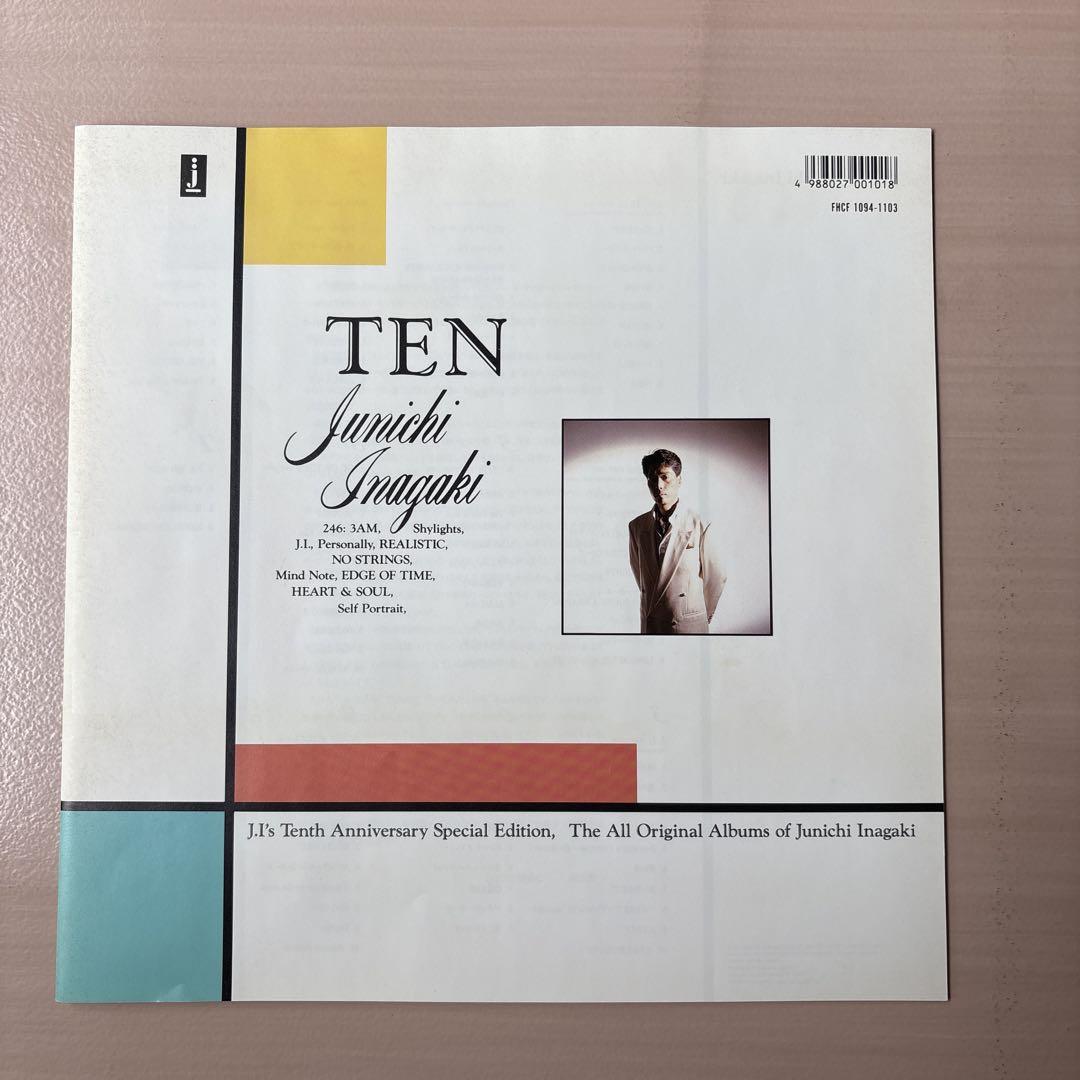 j
4 988027 001018
FHCF 1094-1103
TEN
Junichi
Inagaki
246: 3AM, Shylights,
J.I., Personally, REALISTIC,
NO STRINGS,
Mind Note, EDGE OF TIME,
HEART & SOUL,
Self Portrait,
J.I's Tenth Anniversary Special Edition, The All Original Albums of Junichi Inagaki